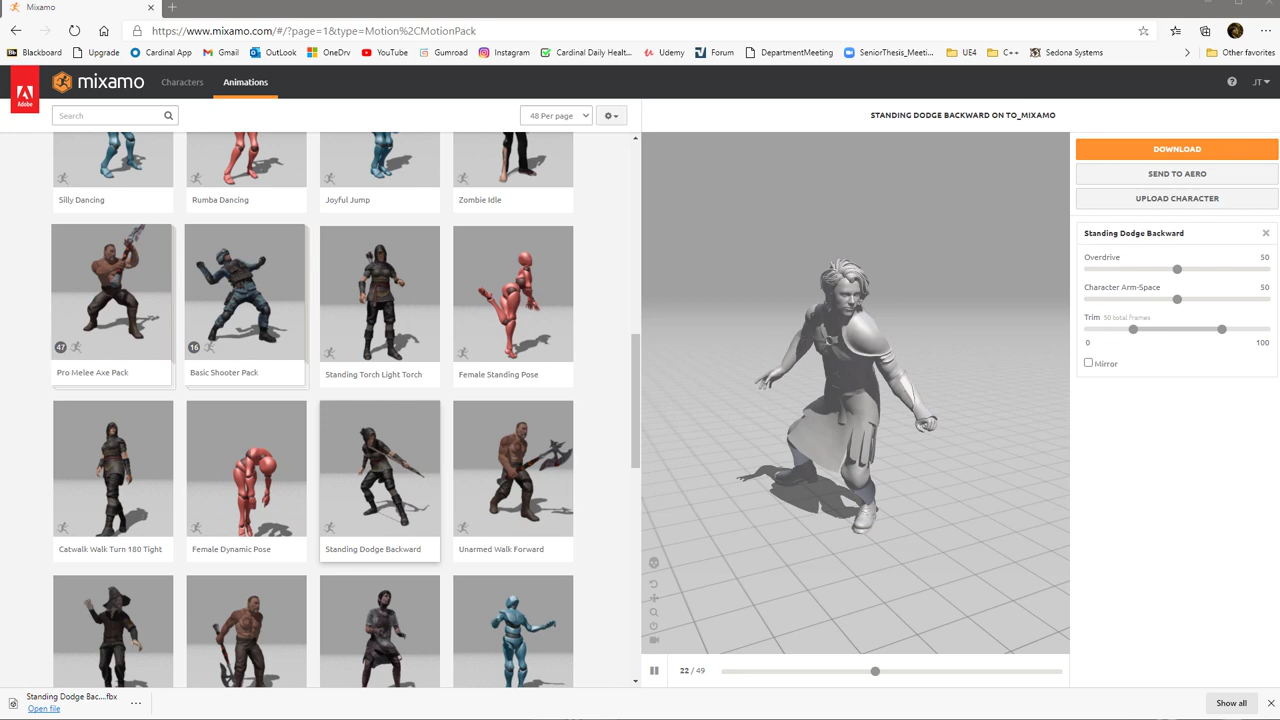 Mixamo
https://www.mixamo.com/#/?page=1&type=Motion%2CMotionPack
Blackboard Upgrade Cardinal App Gmail OutLook OneDrv YouTube Gumroad Instagram Cardinal Daily Healt... Udemy Forum DepartmentMeeting SeniorThesis_Meetin... UE4 C++ Sedona Systems Other favorites
Adobe
mixamo Characters Animations JT
Search 48 Per page
STANDING DODGE BACKWARD ON TO_MIXAMO
Silly Dancing Rumba Dancing Joyful Jump Zombie Idle
47 16
Pro Melee Axe Pack Basic Shooter Pack Standing Torch Light Torch Female Standing Pose
Catwalk Walk Turn 180 Tight Female Dynamic Pose Standing Dodge Backward Unarmed Walk Forward
22 / 49
DOWNLOAD
SEND TO AERO
UPLOAD CHARACTER
Standing Dodge Backward
Overdrive 50
Character Arm-Space 50
Trim 50 total frames
0 100
Mirror
Standing Dodge Bac....fbx
Open file
Show all